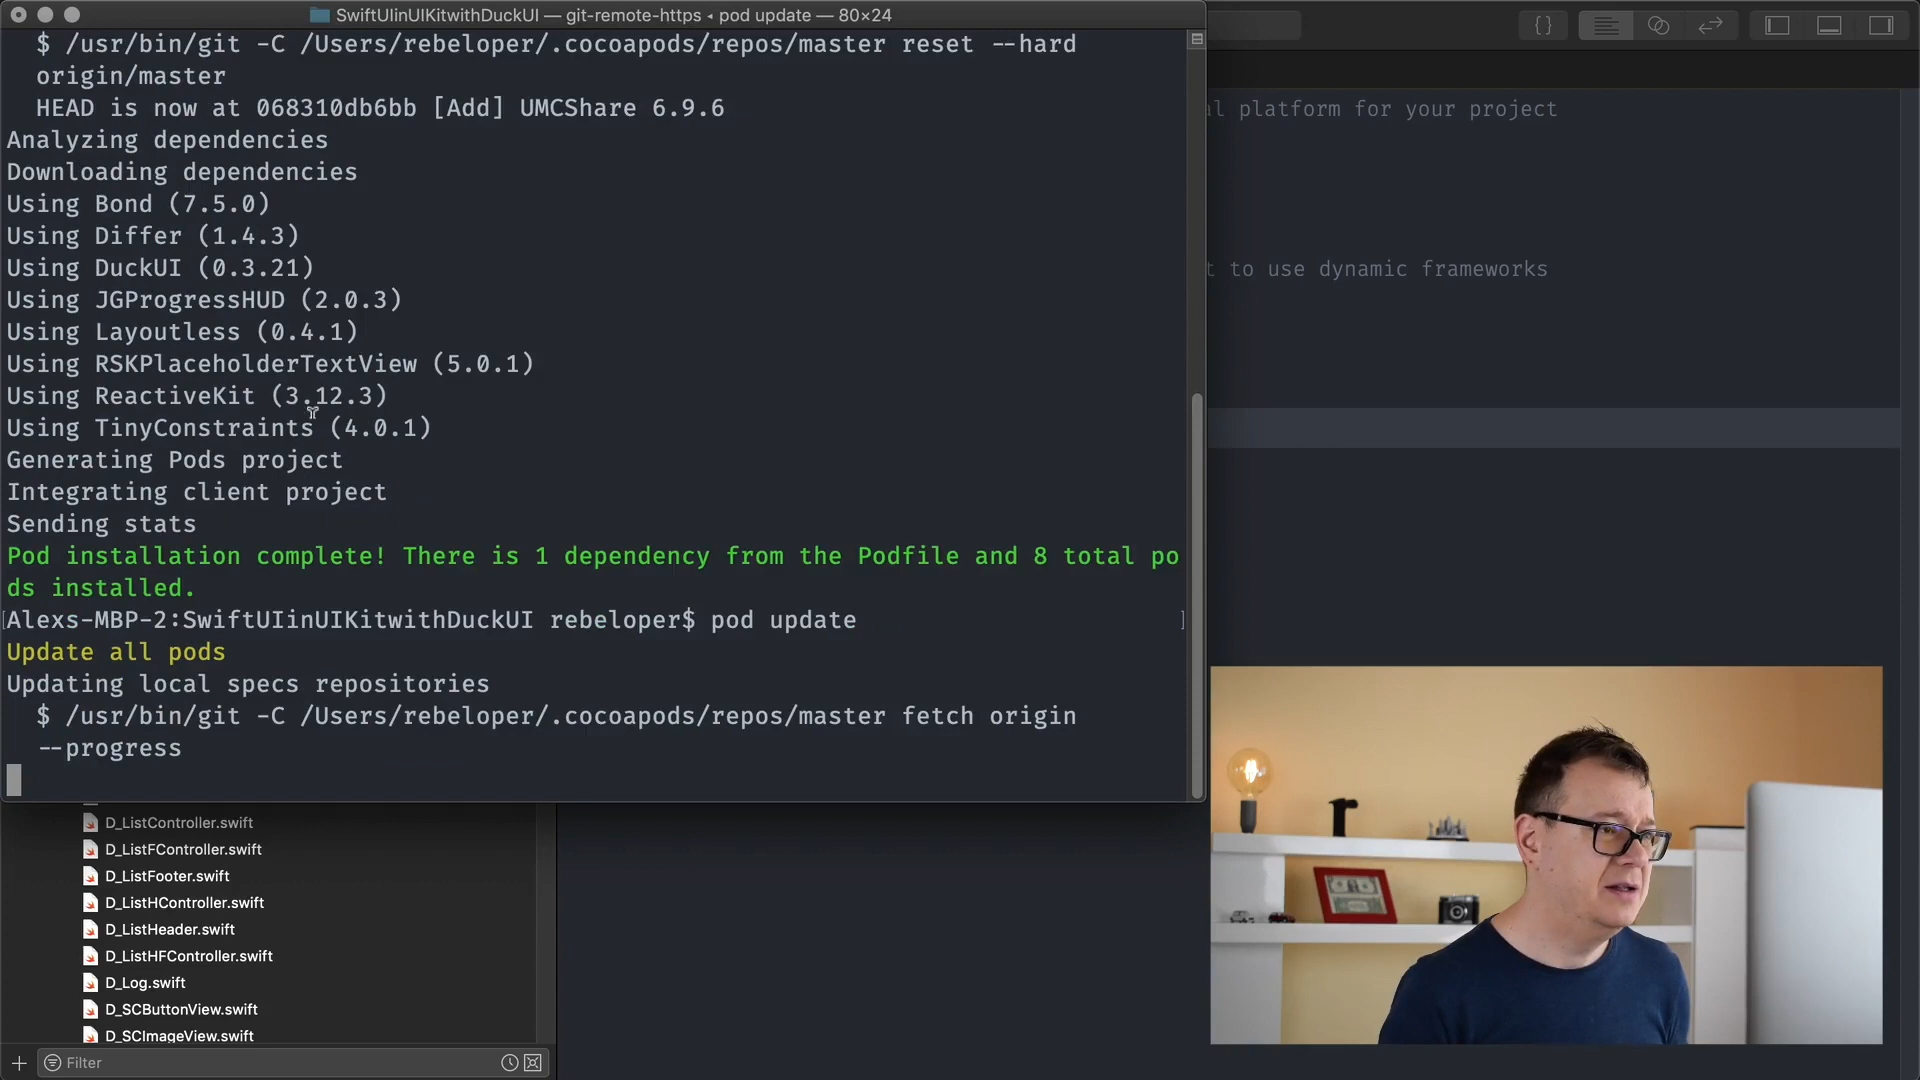 SwiftUIinUIKitwithDuckUI — git-remote-https ◂ pod update — 80×24
$ /usr/bin/git -C /Users/rebeloper/.cocoapods/repos/master reset --hard
origin/master
HEAD is now at 068310db6bb [Add] UMCShare 6.9.6
Analyzing dependencies
Downloading dependencies
Using Bond (7.5.0)
Using Differ (1.4.3)
Using DuckUI (0.3.21)
Using JGProgressHUD (2.0.3)
Using Layoutless (0.4.1)
Using RSKPlaceholderTextView (5.0.1)
Using ReactiveKit (3.12.3)
Using TinyConstraints (4.0.1)
Generating Pods project
Integrating client project
Sending stats
Pod installation complete! There is 1 dependency from the Podfile and 8 total po
ds installed.
[Alexs-MBP-2:SwiftUIinUIKitwithDuckUI rebeloper$ pod update ]
Update all pods
Updating local specs repositories
$ /usr/bin/git -C /Users/rebeloper/.cocoapods/repos/master fetch origin
--progress
{}
platform for your project
to use dynamic frameworks
D_ListController.swift
D_ListFController.swift
D_ListFooter.swift
D_ListHController.swift
D_ListHeader.swift
D_ListHFController.swift
D_Log.swift
D_SCButtonView.swift
D_SCImageView.swift
Filter